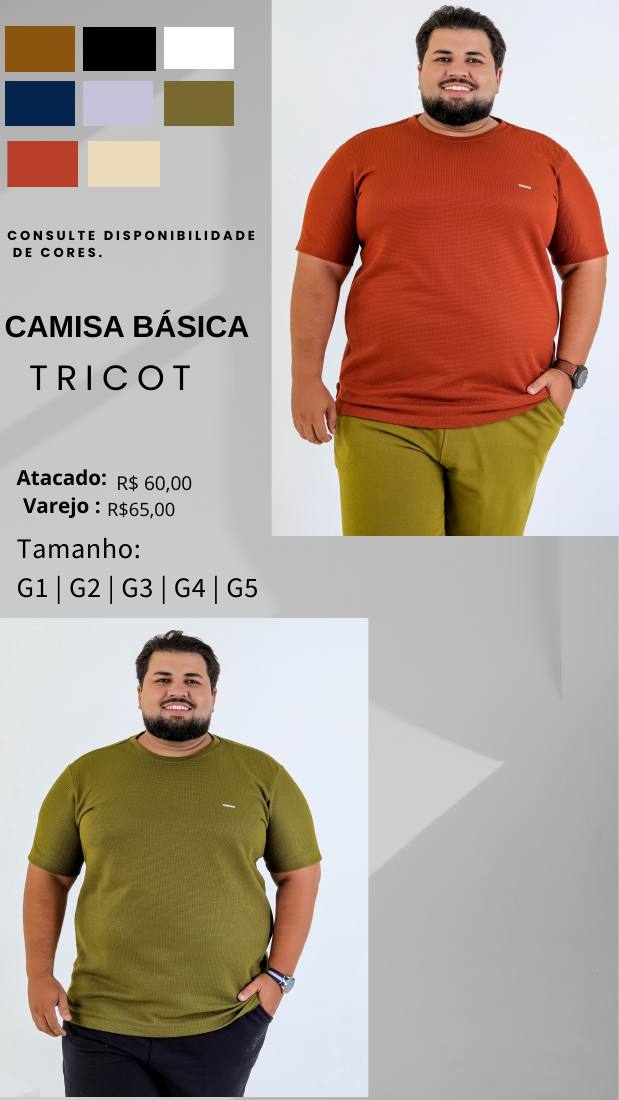 CONSULTE DISPONIBILIDADE
DE CORES.
CAMISA BÁSICA
TRICOT
Atacado: R$ 60,00
Varejo : R$65,00
Tamanho:
G1 | G2 | G3 | G4 | G5